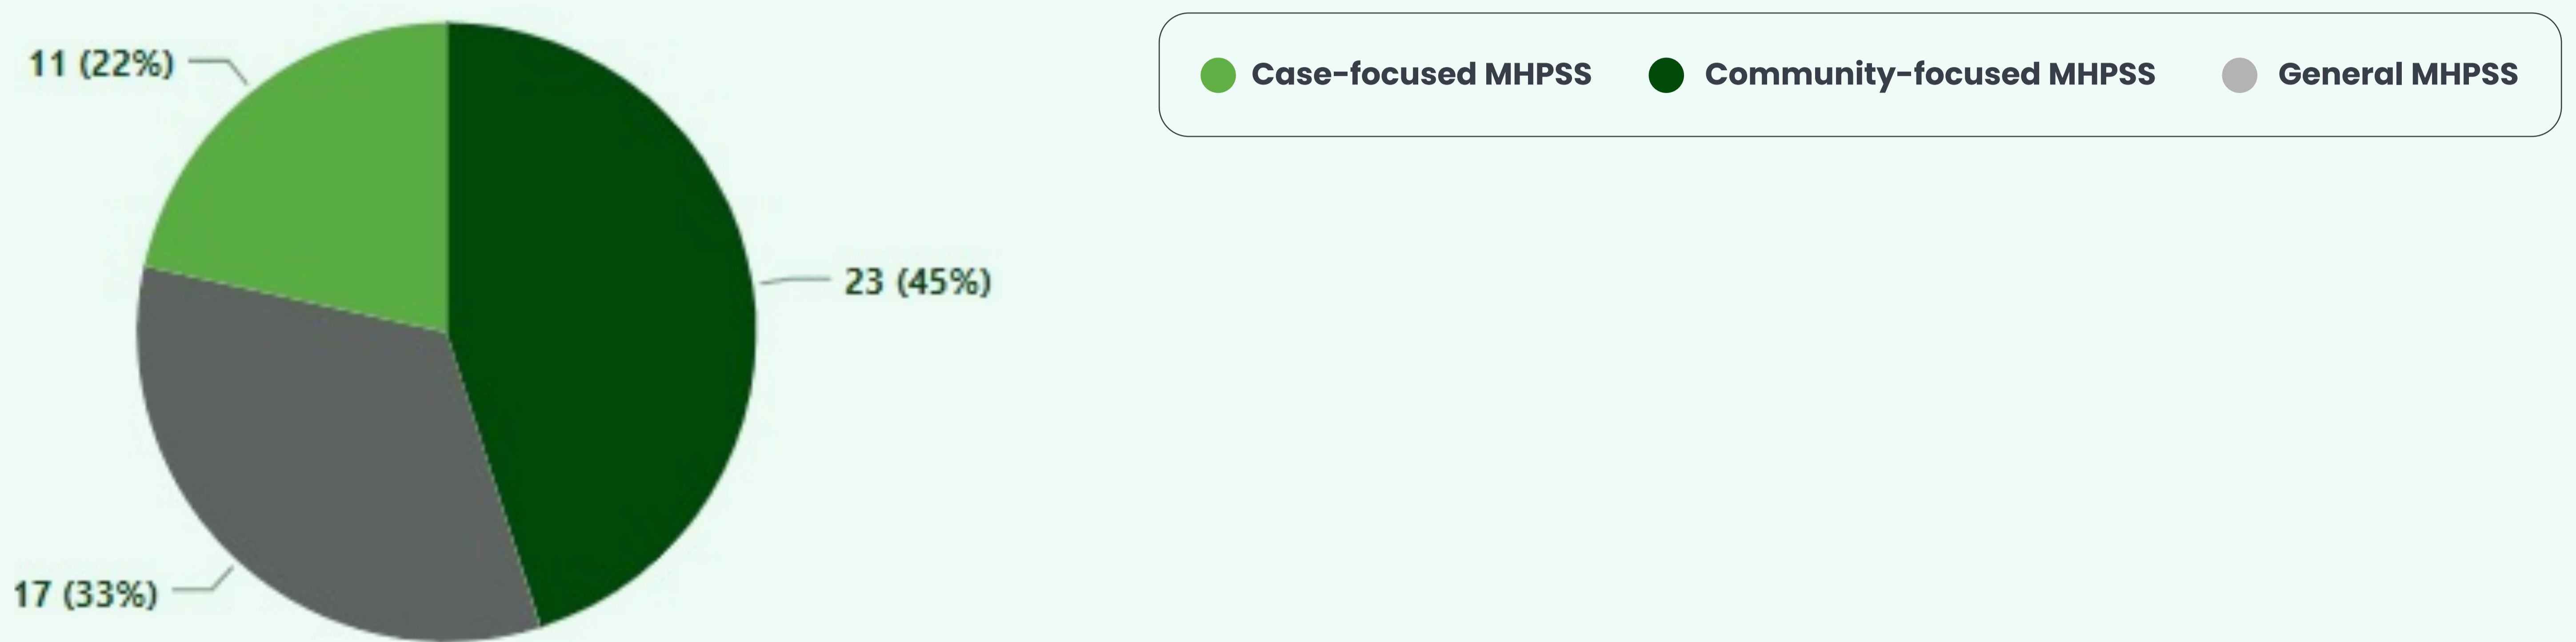 11 (22%)
23 (45%)
17 (33%)
Case-focused MHPSS
Community-focused MHPSS
General MHPSS